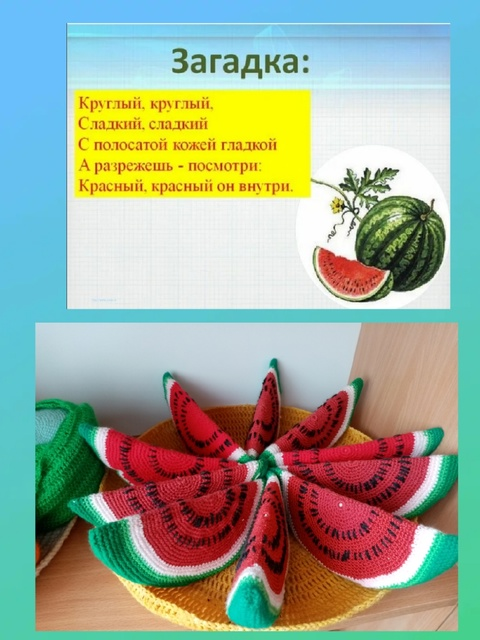 Загадка:
Круглый, круглый,
Сладкий, сладкий
С полосатой кожей гладкой
А разрежешь - посмотри:
Красный, красный он внутри.